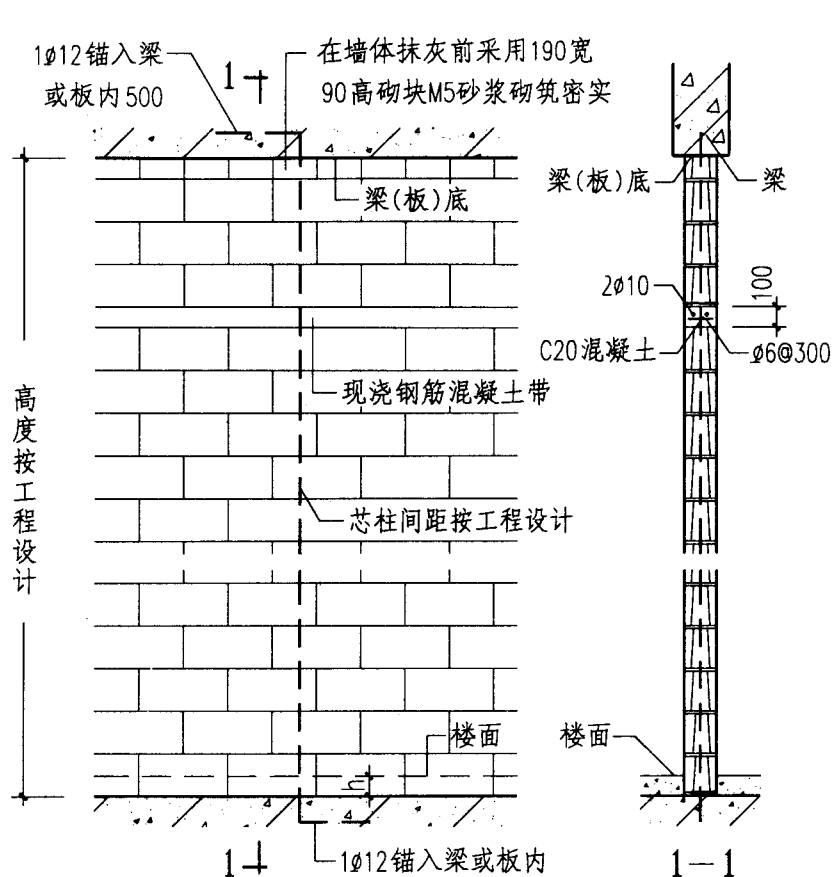 1ø12锚入梁
或板内500
1
在墙体抹灰前采用190宽
90高砌块M5砂浆砌筑密实
梁(板)底
梁(板)底
梁
2ø10
100
C20混凝土
ø6@300
现浇钢筋混凝土带
高度按工程设计
芯柱间距按工程设计
楼面
楼面
h
1
1ø12锚入梁或板内
1-1